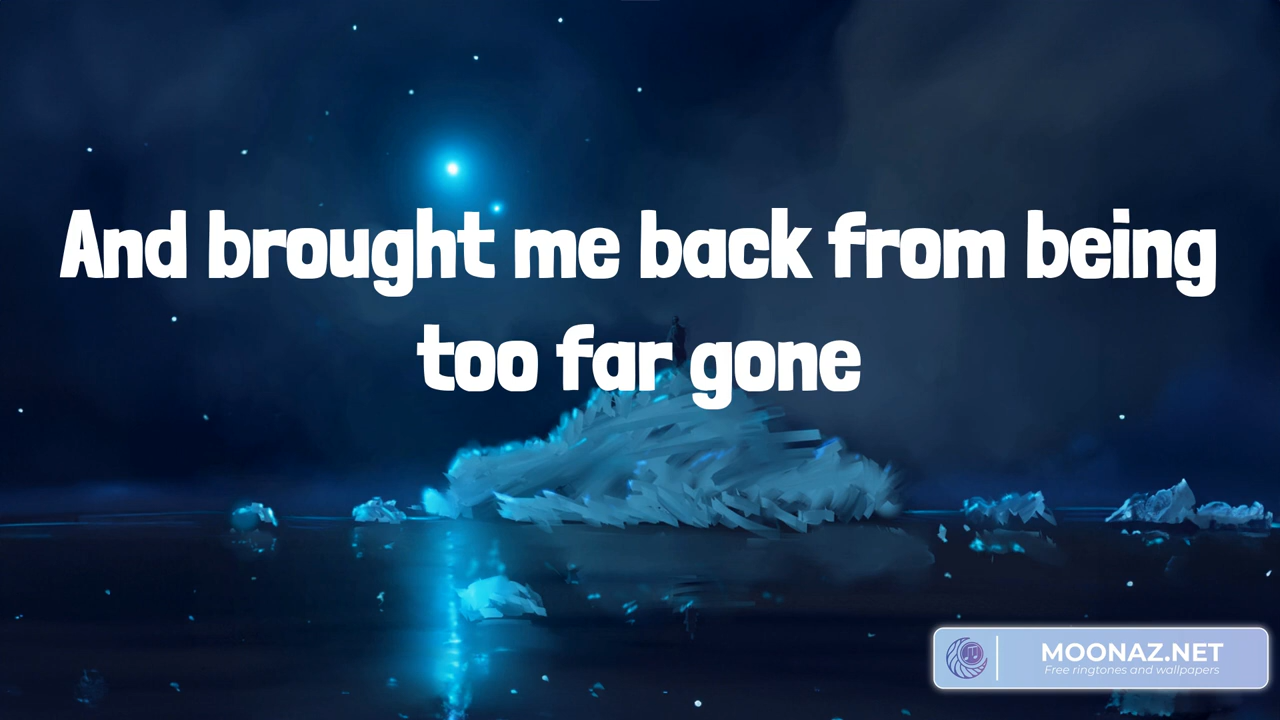 And brought me back from being
too far gone
MOONAZ.NET
Free ringtones and wallpapers